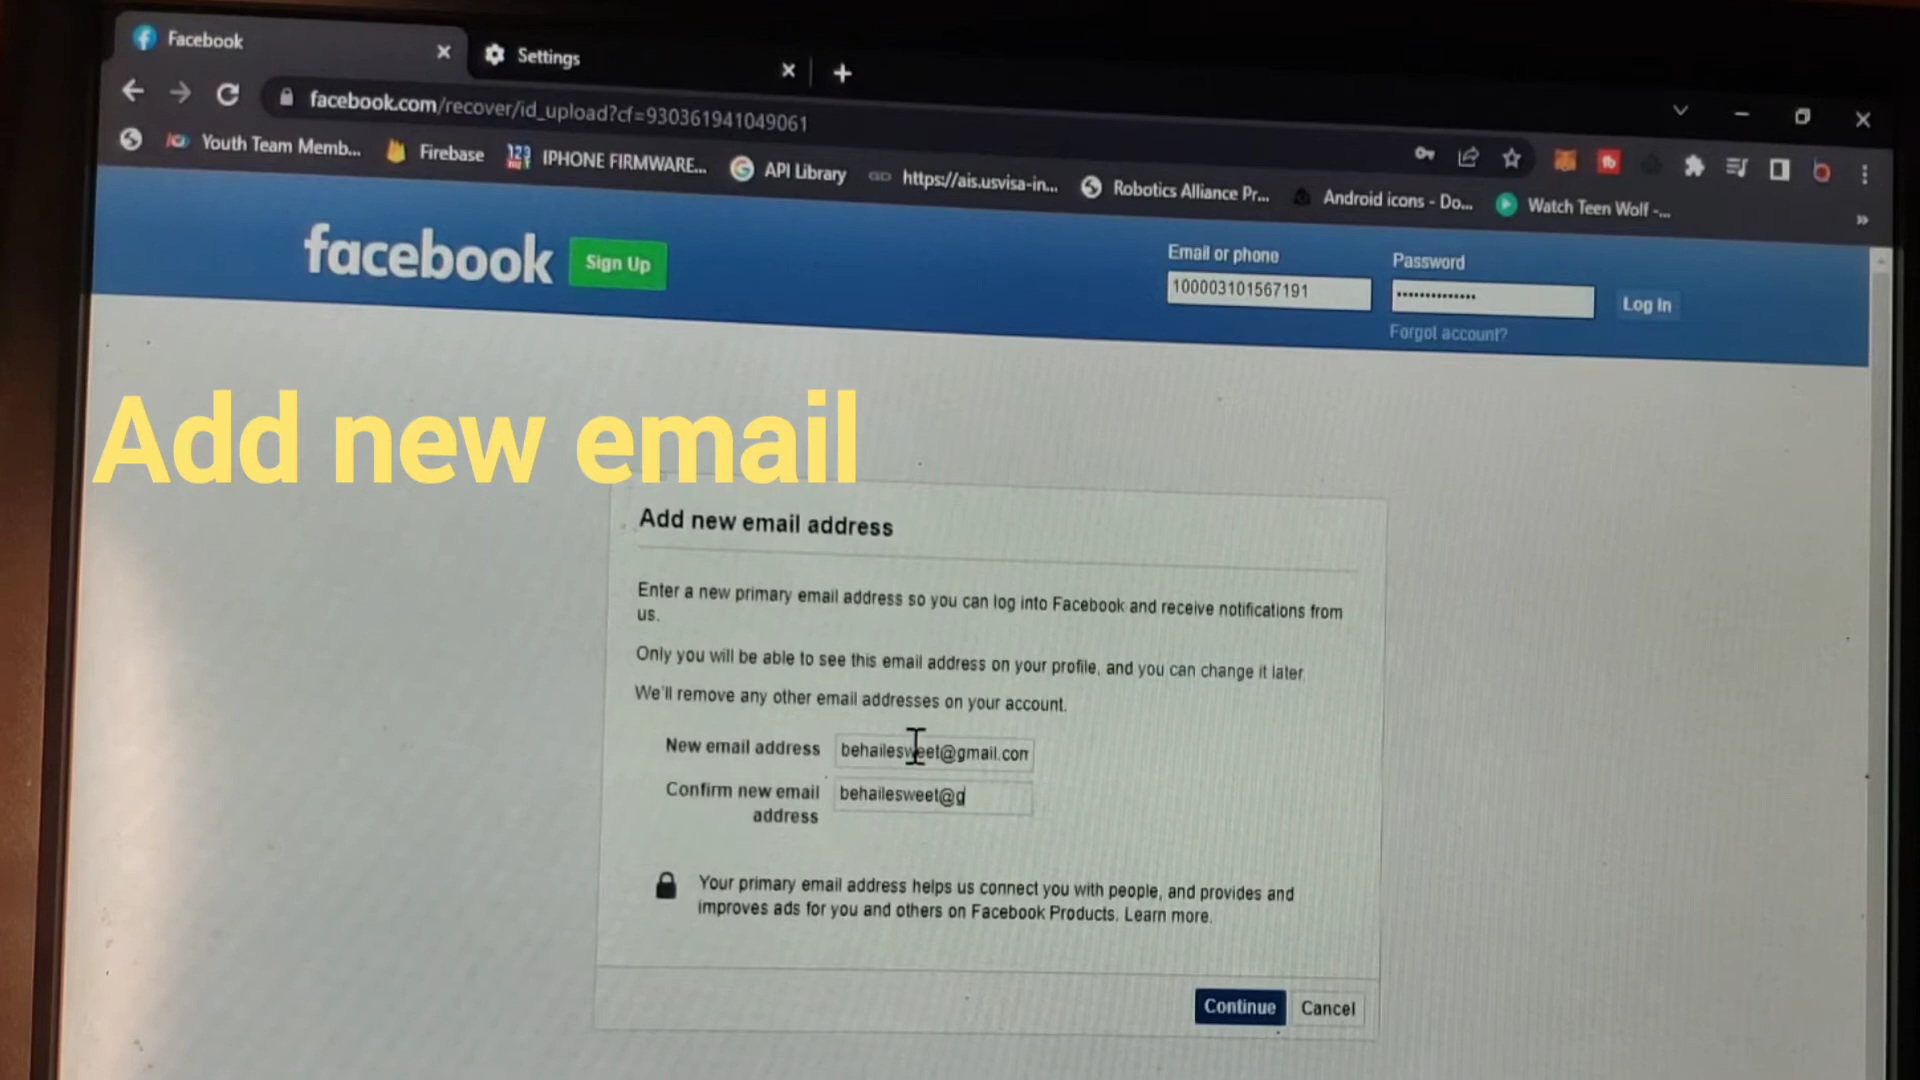 Facebook
Settings
facebook.com/recover/id_upload?cf=930361941049061
Youth Team Memb...
Firebase
123
IPHONE FIRMWARE...
API Library
https://ais.usvisa-in...
Robotics Alliance Pr...
Android icons - Do...
Watch Teen Wolf -...
facebook
Sign Up
Email or phone
Password
100003101567191
Log In
Forgot account?
Add new email
Add new email address
Enter a new primary email address so you can log into Facebook and receive notifications from
us.
Only you will be able to see this email address on your profile, and you can change it later.
We'll remove any other email addresses on your account.
New email address behailesweet@gmail.com
Confirm new email
address
behailesweet@g
Your primary email address helps us connect you with people, and provides and
improves ads for you and others on Facebook Products. Learn more.
Continue
Cancel